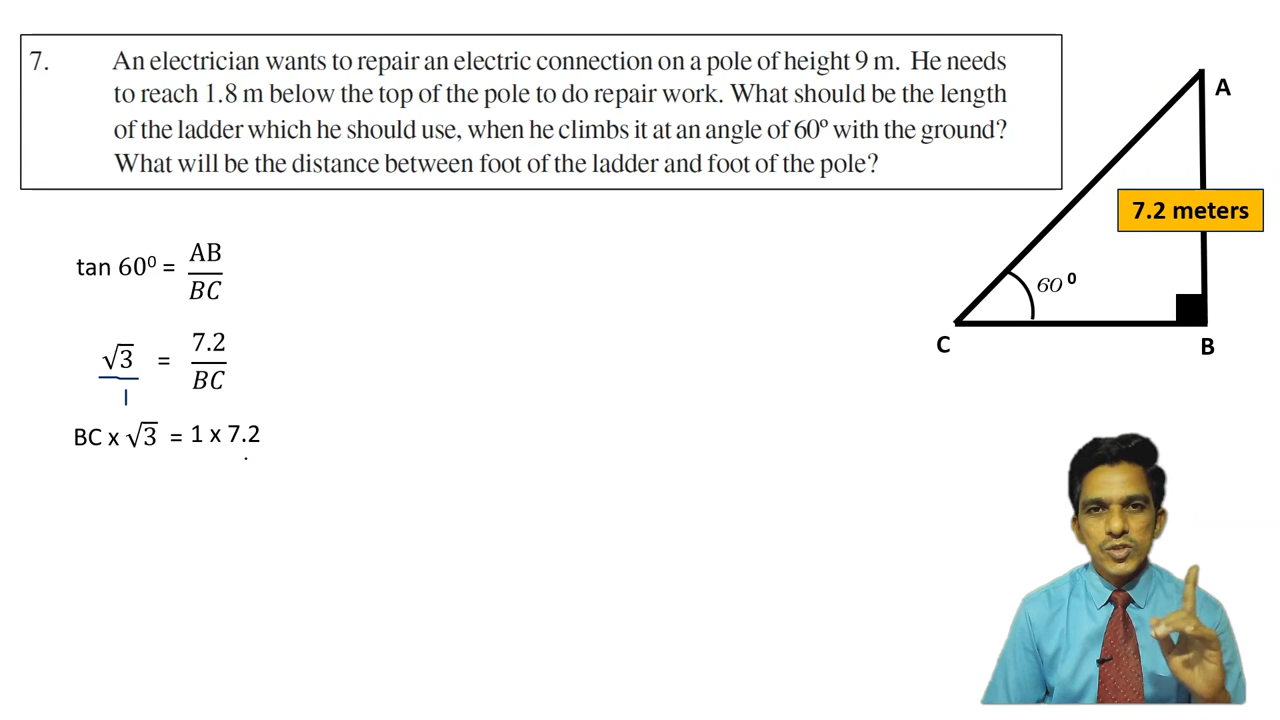 7. An electrician wants to repair an electric connection on a pole of height 9 m. He needs
to reach 1.8 m below the top of the pole to do repair work. What should be the length
of the ladder which he should use, when he climbs it at an angle of 60º with the ground?
What will be the distance between foot of the ladder and foot of the pole?
A
7.2 meters
60 0
C
B
tan 60⁰ = AB
BC
√3 = 7.2
1 BC
BC x √3 = 1 x 7.2